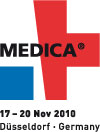 MEDICA®
17 – 20 Nov 2010
Düsseldorf · Germany